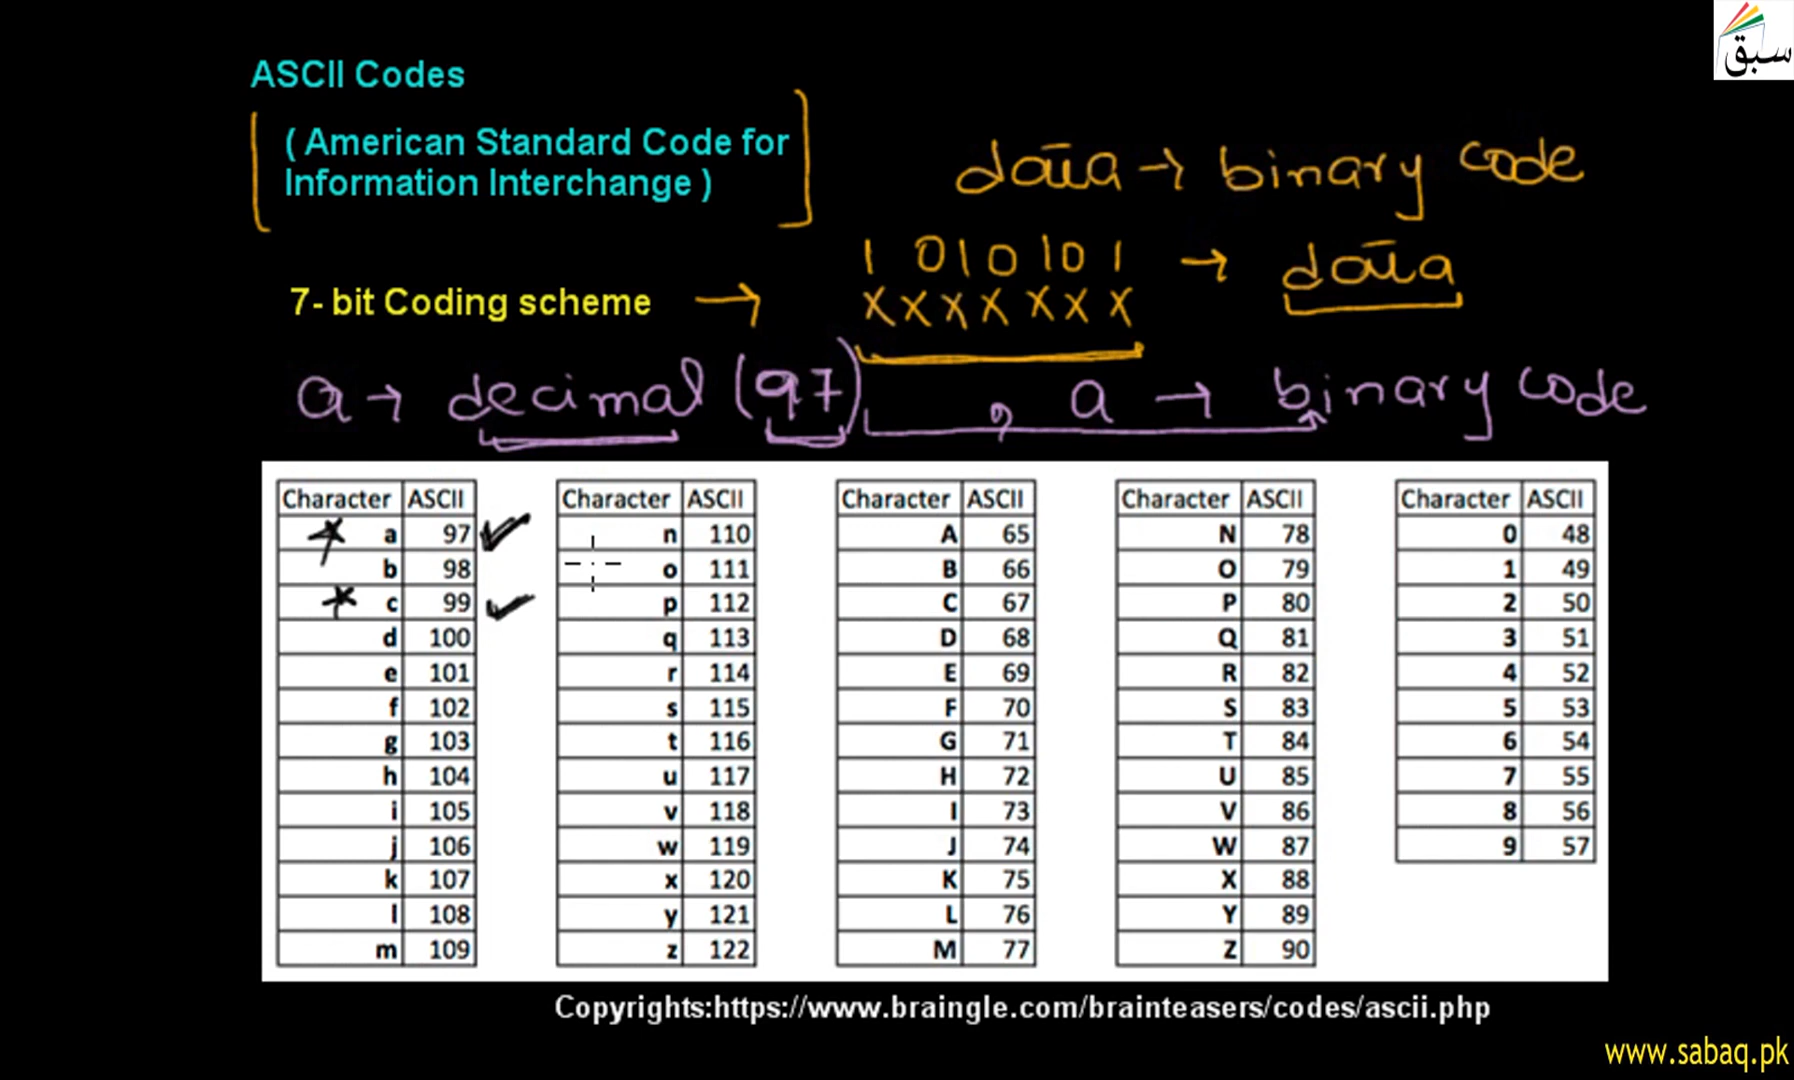 سبق
ASCII Codes
( American Standard Code for
Information Interchange )
data → binary code
1 0 1 0 1 0 1 → data
7- bit Coding scheme → X X X X X X X
a → decimal (97), a → binary code
Character ASCII Character ASCII Character ASCII Character ASCII Character ASCII
a 97 n 110 A 65 N 78 0 48
b 98 o 111 B 66 O 79 1 49
c 99 p 112 C 67 P 80 2 50
d 100 q 113 D 68 Q 81 3 51
e 101 r 114 E 69 R 82 4 52
f 102 s 115 F 70 S 83 5 53
g 103 t 116 G 71 T 84 6 54
h 104 u 117 H 72 U 85 7 55
i 105 v 118 I 73 V 86 8 56
j 106 w 119 J 74 W 87 9 57
k 107 x 120 K 75 X 88
l 108 y 121 L 76 Y 89
m 109 z 122 M 77 Z 90
Copyrights:https://www.braingle.com/brainteasers/codes/ascii.php
www.sabaq.pk